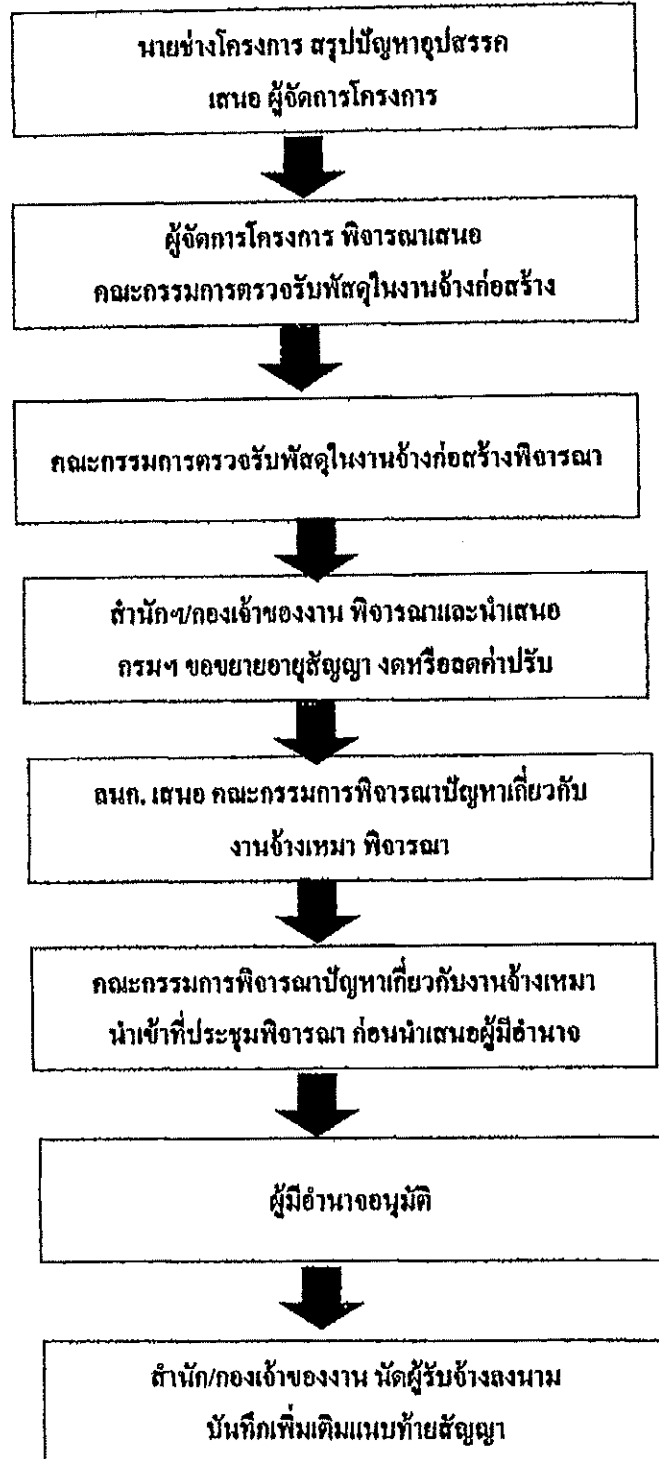 นายช่างโครงการ สรุปปัญหาอุปสรรค
เสนอ ผู้จัดการโครงการ
ผู้จัดการโครงการ พิจารณาเสนอ
คณะกรรมการตรวจรับพัสดุในงานจ้างก่อสร้าง
คณะกรรมการตรวจรับพัสดุในงานจ้างก่อสร้างพิจารณา
สำนักฯ/กองเจ้าของงาน พิจารณาและนำเสนอ
กรมฯ ขอขยายอายุสัญญา งดหรือลดค่าปรับ
ลนก. เสนอ คณะกรรมการพิจารณาปัญหาเกี่ยวกับ
งานจ้างเหมา พิจารณา
คณะกรรมการพิจารณาปัญหาเกี่ยวกับงานจ้างเหมา
นำเข้าที่ประชุมพิจารณา ก่อนนำเสนอผู้มีอำนาจ
ผู้มีอำนาจอนุมัติ
สำนัก/กองเจ้าของงาน นัดผู้รับจ้างลงนาม
บันทึกเพิ่มเติมแนบท้ายสัญญา